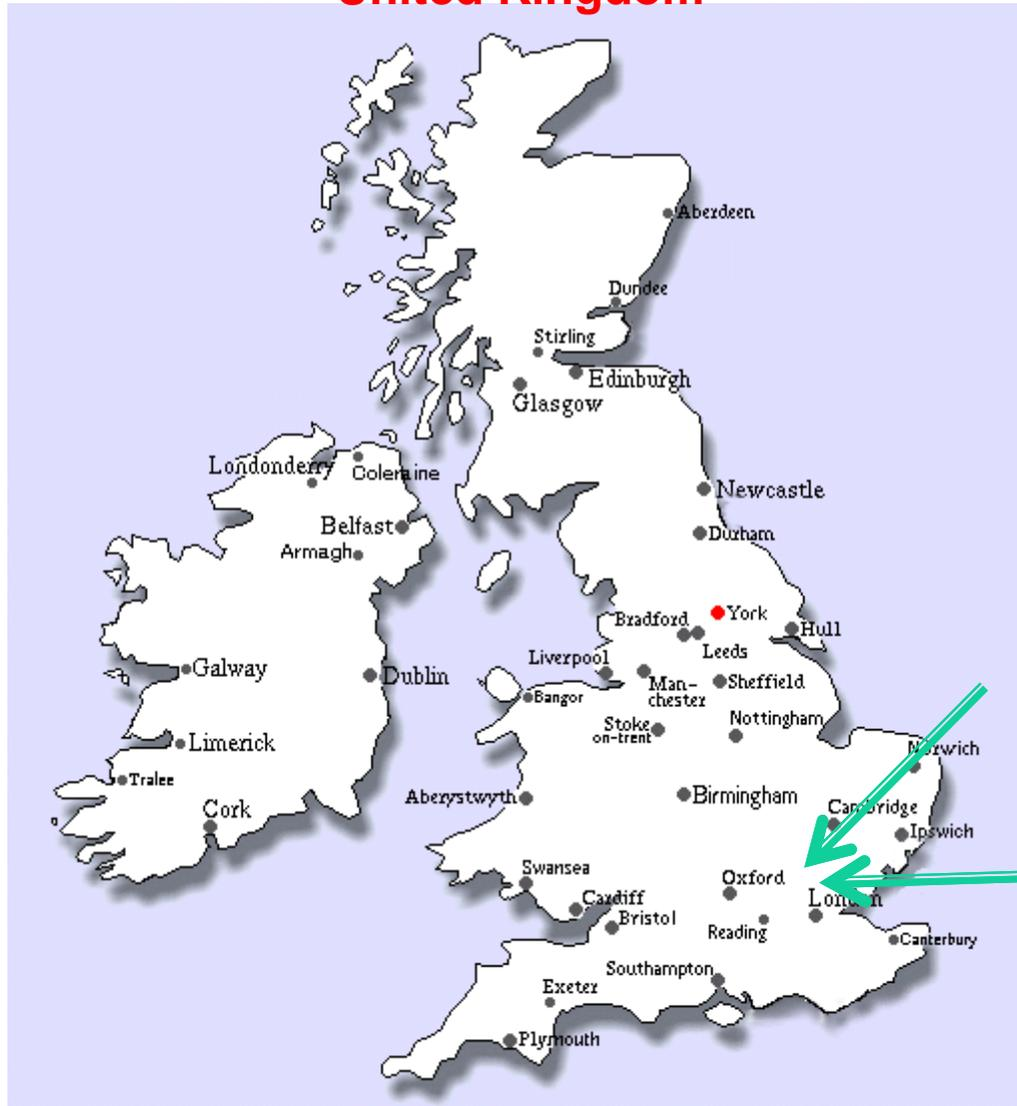 United Kingdom
Aberdeen
Dundee
Stirling
Edinburgh
Glasgow
Londonderry
Coleraine
Newcastle
Belfast
Durham
Armagh
York
Bradford
Hull
Leeds
Liverpool
Galway
Dublin
Man-
chester
Sheffield
Bangor
Nottingham
Stoke
on-trent
Limerick
Norwich
Tralee
Aberystwyth
Birmingham
Cork
Cambridge
Ipswich
Swansea
Oxford
Cardiff
London
Bristol
Reading
Canterbury
Southampton
Exeter
Plymouth